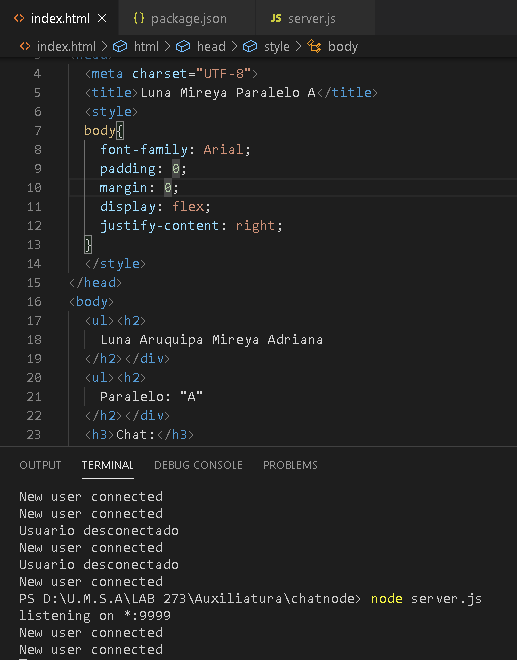 index.html
package.json
JS server.js
index.html > html > head > style > body
4 <meta charset="UTF-8">
5 <title>Luna Mireya Paralelo A</title>
6 <style>
7 body{
8 font-family: Arial;
9 padding: 0;
10 margin: 0;
11 display: flex;
12 justify-content: right;
13 }
14 </style>
15 </head>
16 <body>
17 <ul><h2>
18 Luna Aruquipa Mireya Adriana
19 </h2></div>
20 <ul><h2>
21 Paralelo: "A"
22 </h2></div>
23 <h3>Chat:</h3>
OUTPUT TERMINAL DEBUG CONSOLE PROBLEMS
New user connected
New user connected
Usuario desconectado
New user connected
Usuario desconectado
New user connected
PS D:\U.M.S.A\LAB 273\Auxiliatura\chatnode> node server.js
listening on *:9999
New user connected
New user connected